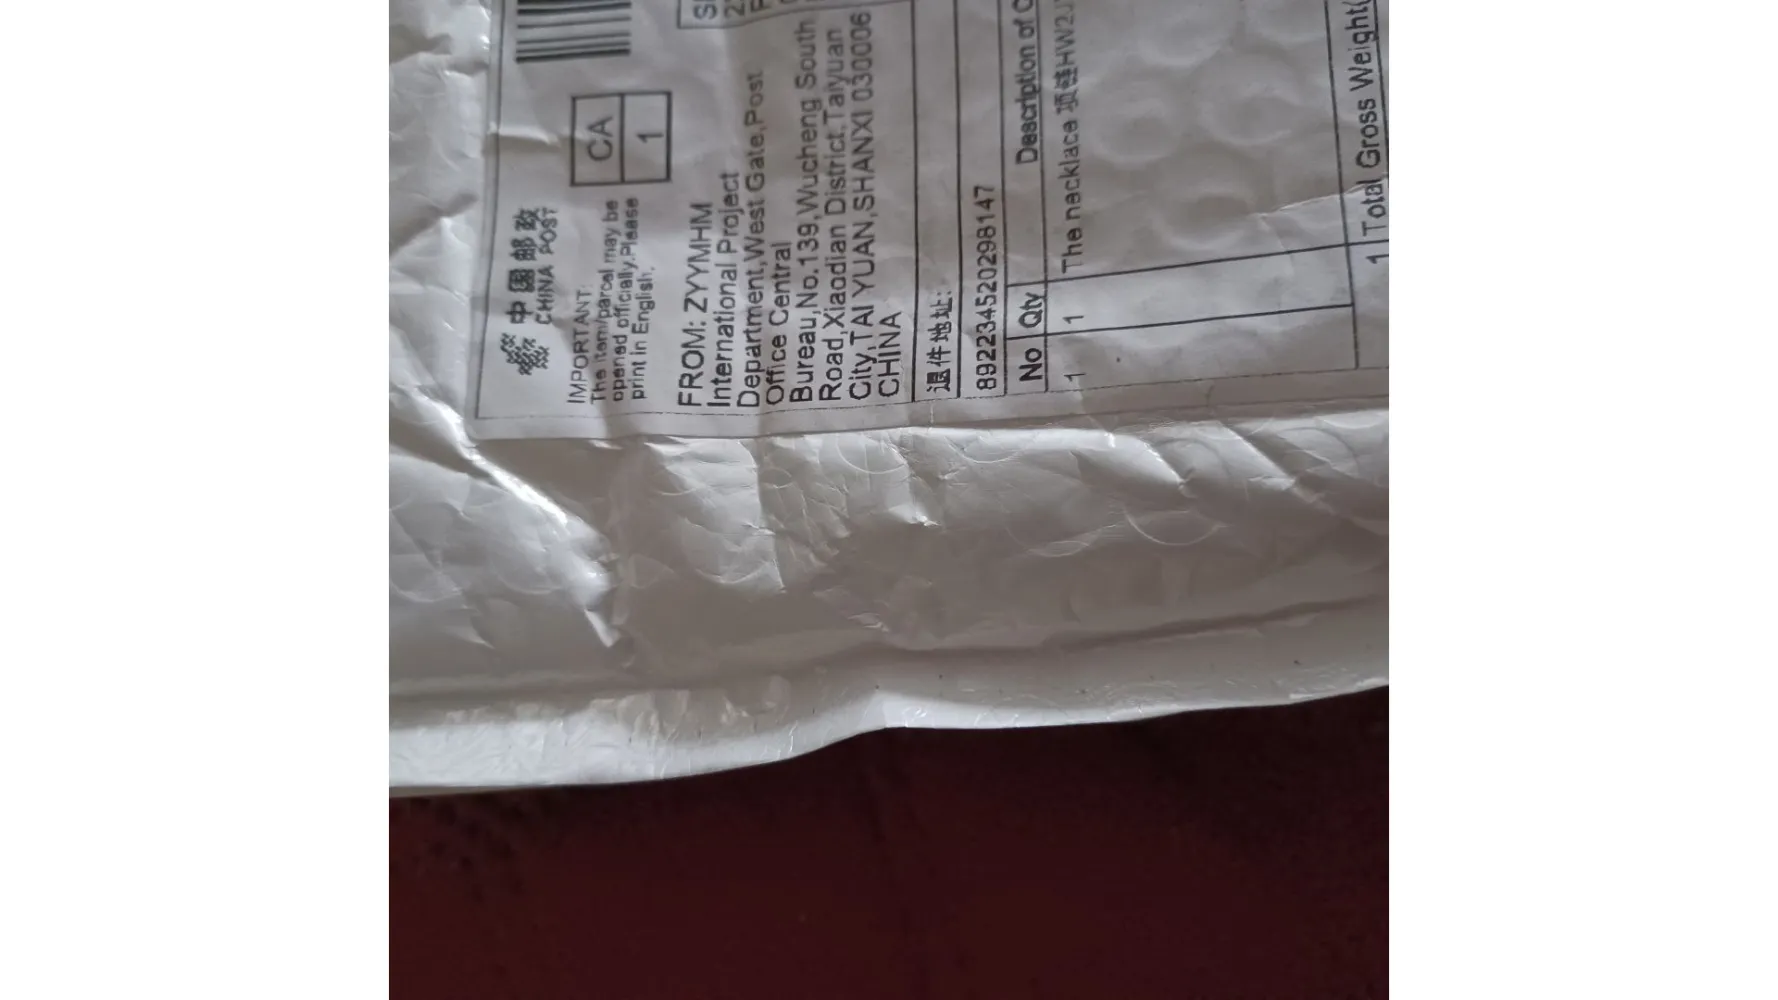 中国邮政
CHINA POST
IMPORTANT:
The item/parcel may be
opened officially.Please
print in English.
CA
1
FROM: ZYYMHM
International Project
Department,West Gate,Post
Office Central
Bureau,No.139,Wucheng South
Road,Xiaodian District,Taiyuan
City,TAI YUAN,SHANXI 030006
CHINA
退件地址:
892234520298147
No Qty Description of C
1 1 The necklace 项链HW2J
1 Total Gross Weight(